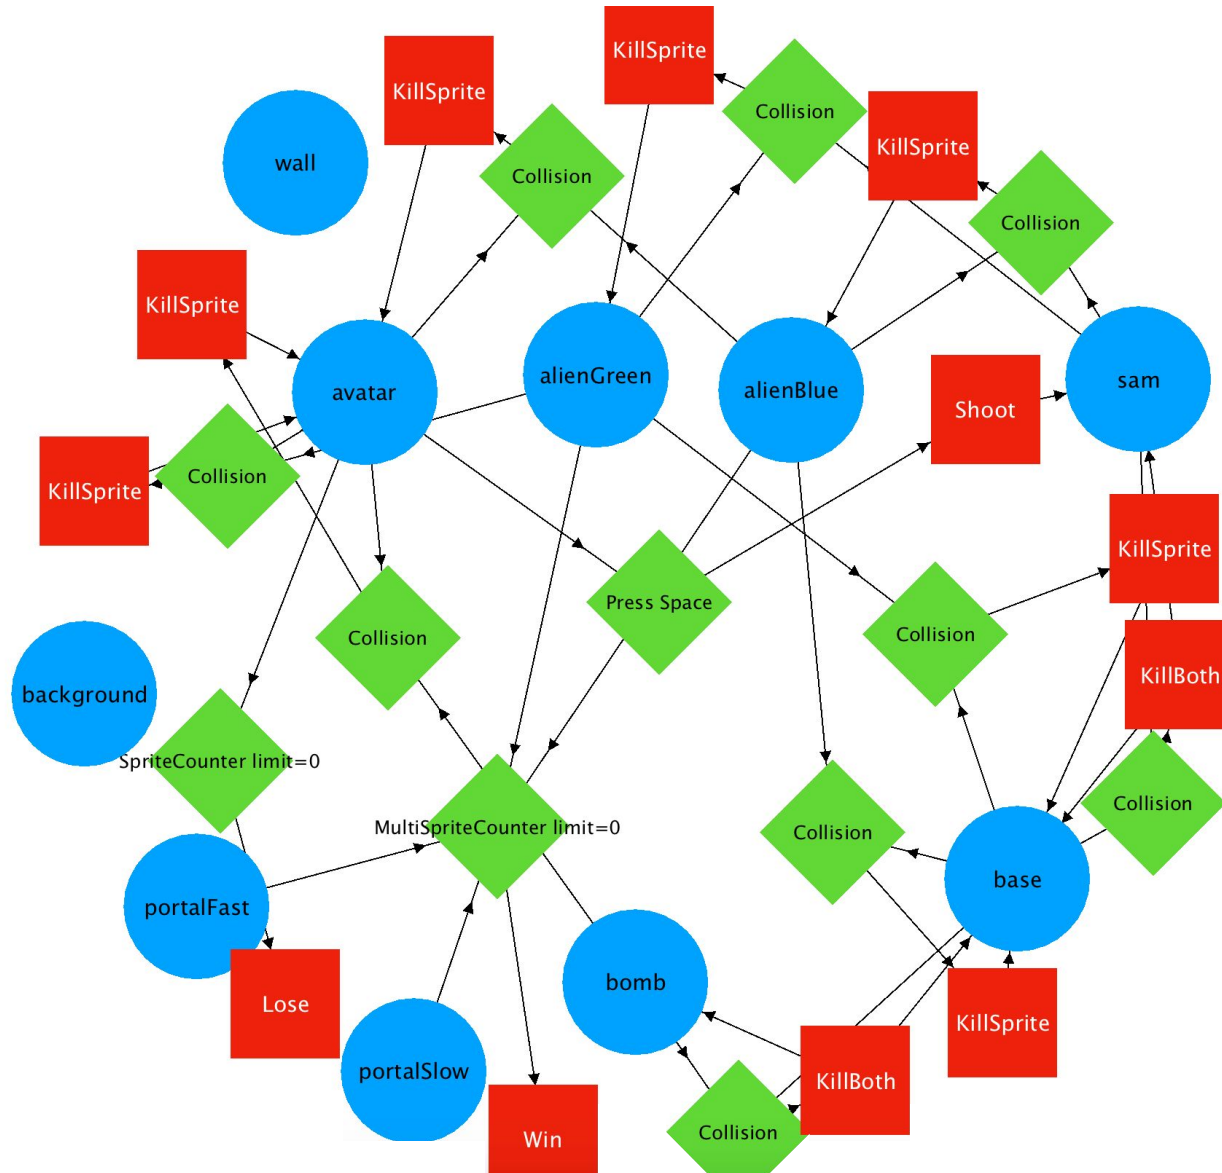 KillSprite
KillSprite
Collision
KillSprite
wall
Collision
Collision
KillSprite
alienGreen
sam
avatar
alienBlue
Shoot
Collision
KillSprite
KillSprite
Press Space
Collision
Collision
KillBoth
background
SpriteCounter limit=0
Collision
MultiSpriteCounter limit=0
Collision
base
portalFast
bomb
Lose
KillSprite
portalSlow
KillBoth
Collision
Win